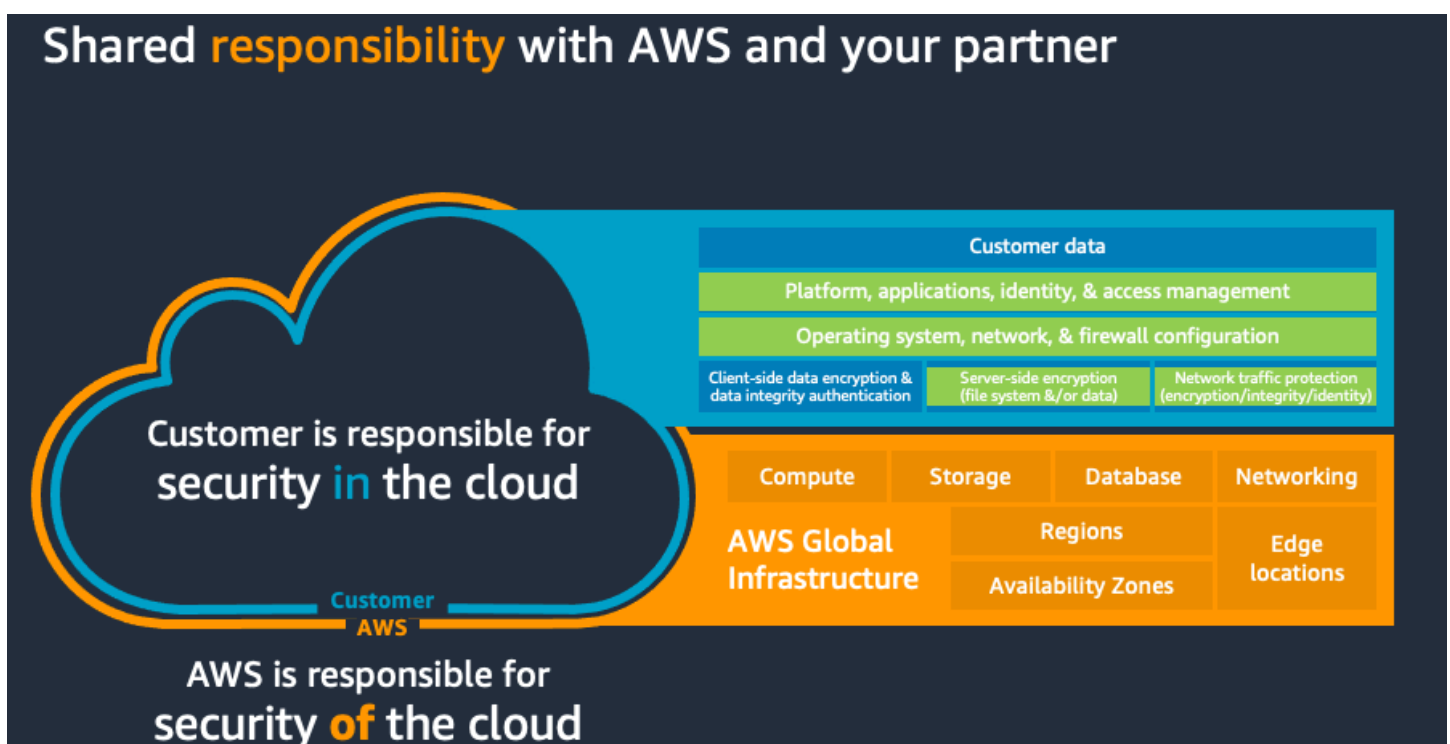 Shared responsibility with AWS and your partner
Customer data
Platform, applications, identity, & access management
Operating system, network, & firewall configuration
Client-side data encryption &
data integrity authentication
Server-side encryption
(file system &/or data)
Network traffic protection
(encryption/integrity/identity)
Customer is responsible for
security in the cloud
Compute
Storage
Database
Networking
AWS Global
Infrastructure
Regions
Availability Zones
Edge
locations
Customer
AWS
AWS is responsible for
security of the cloud